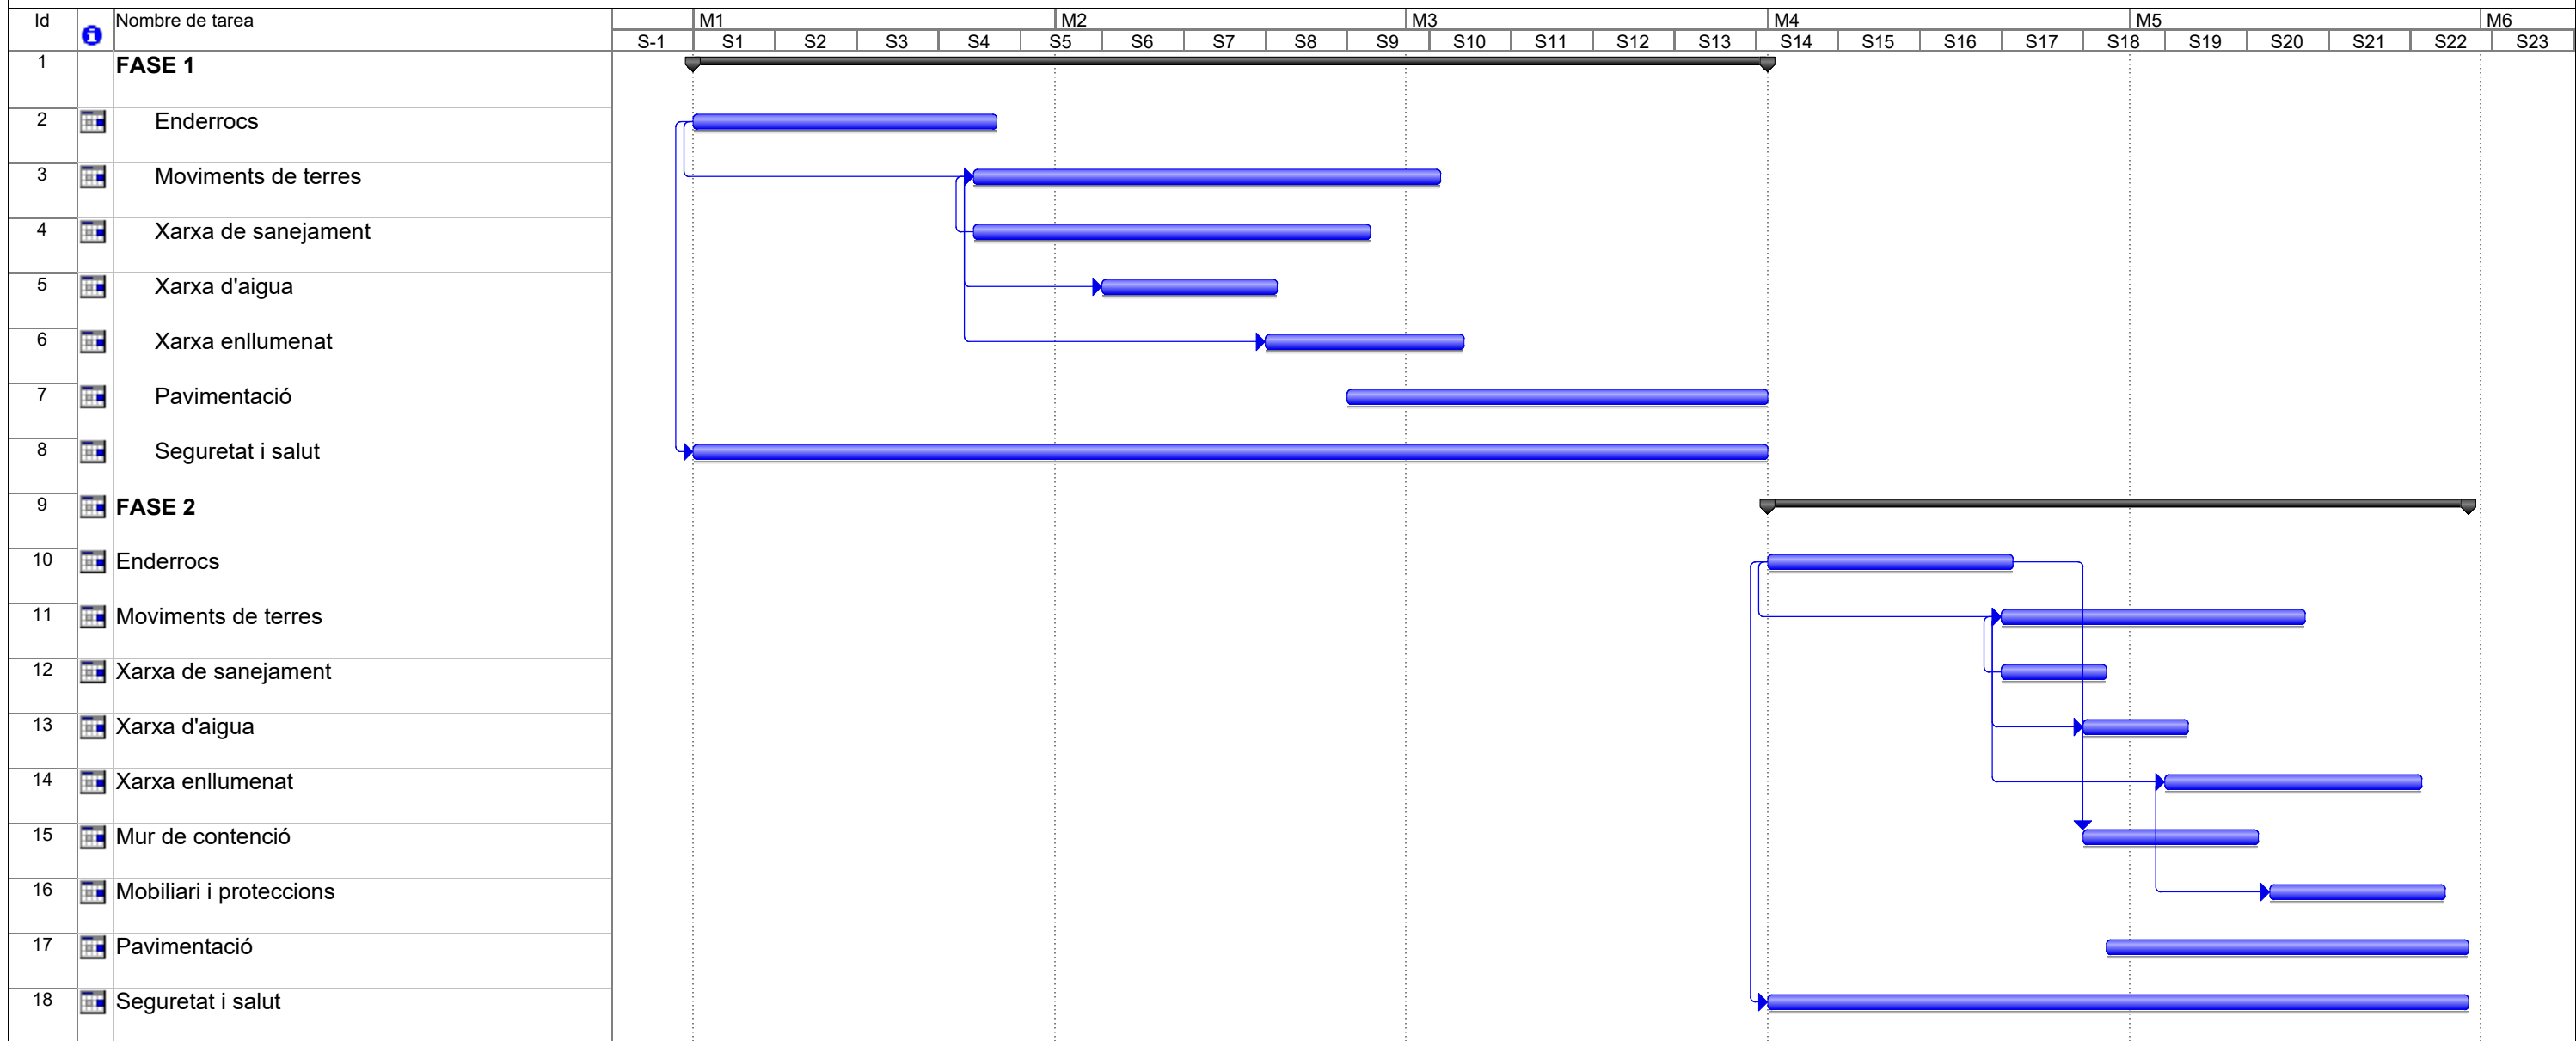 Id Nombre de tarea M1 M2 M3 M4 M5 M6
S-1 S1 S2 S3 S4 S5 S6 S7 S8 S9 S10 S11 S12 S13 S14 S15 S16 S17 S18 S19 S20 S21 S22 S23
1 FASE 1
2 Enderrocs
3 Moviments de terres
4 Xarxa de sanejament
5 Xarxa d'aigua
6 Xarxa enllumenat
7 Pavimentació
8 Seguretat i salut
9 FASE 2
10 Enderrocs
11 Moviments de terres
12 Xarxa de sanejament
13 Xarxa d'aigua
14 Xarxa enllumenat
15 Mur de contenció
16 Mobiliari i proteccions
17 Pavimentació
18 Seguretat i salut